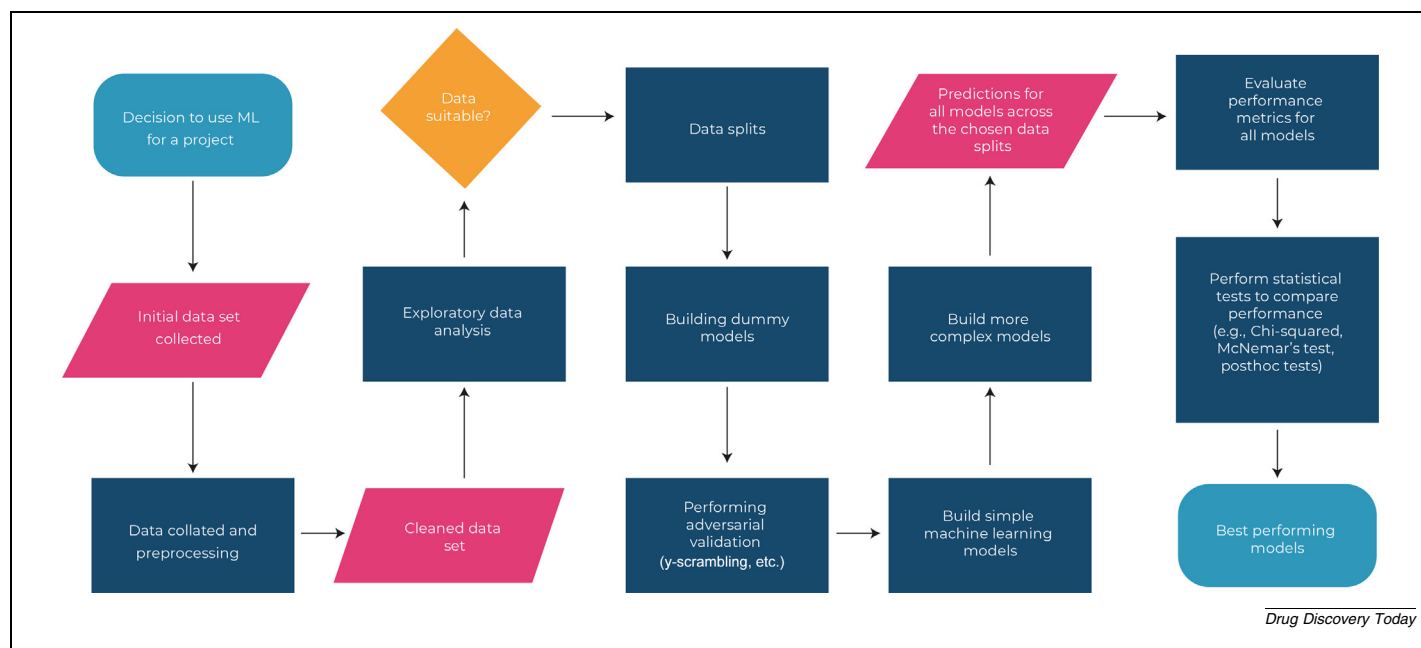 Decision to use ML
for a project
Initial data set
collected
Data collated and
preprocessing
Cleaned data
set
Exploratory data
analysis
Data
suitable?
Data splits
Building dummy
models
Performing
adversarial
validation
(y-scrambling, etc.)
Build simple
machine learning
models
Build more
complex models
Predictions for
all models across
the chosen data
splits
Evaluate
performance
metrics for
all models
Perform statistical
tests to compare
performance
(e.g., Chi-squared,
McNemar's test,
posthoc tests)
Best performing
models
Drug Discovery Today